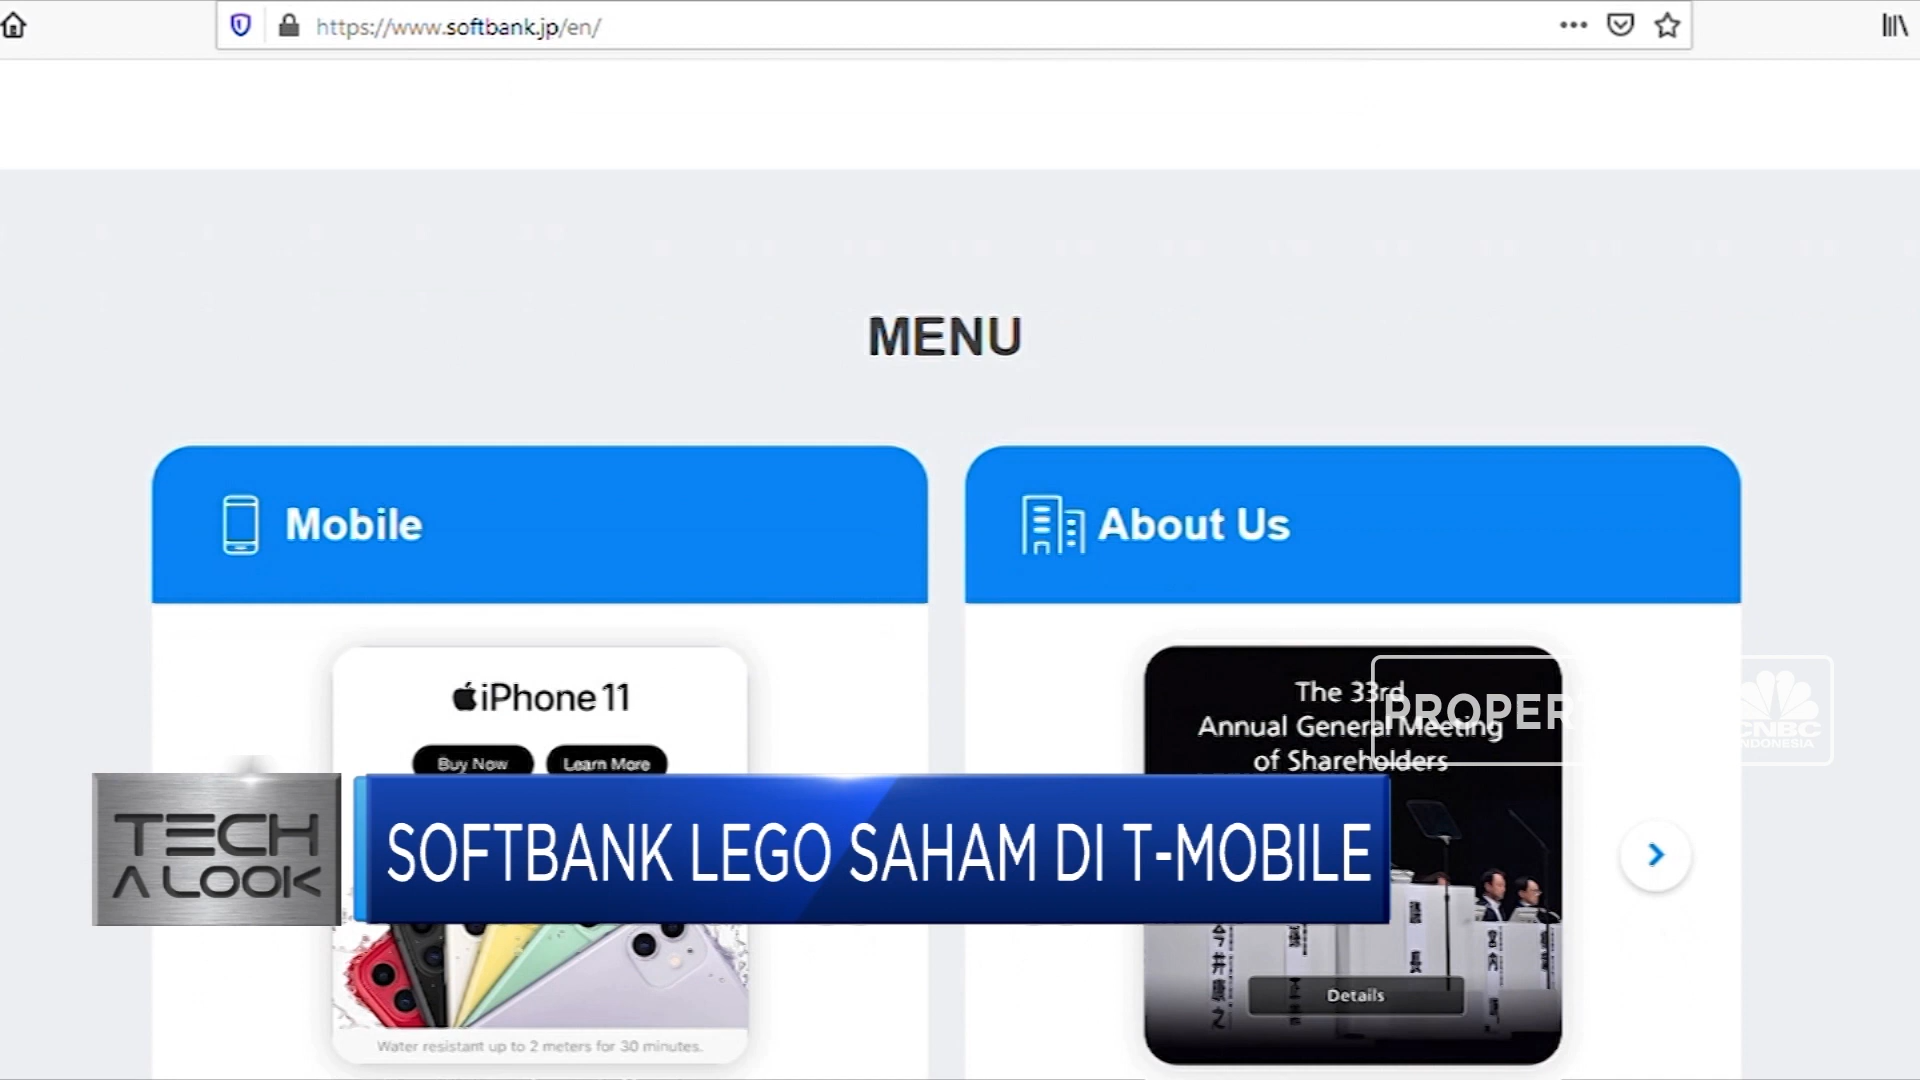 https://www.softbank.jp/en/
MENU
Mobile
About Us
iPhone 11
Buy Now
Learn More
The 33rd
Annual General Meeting
of Shareholders
PROPER
CNBC
INDONESIA
TECH
A LOOK
SOFTBANK LEGO SAHAM DI T-MOBILE
Details
Water resistant up to 2 meters for 30 minutes.